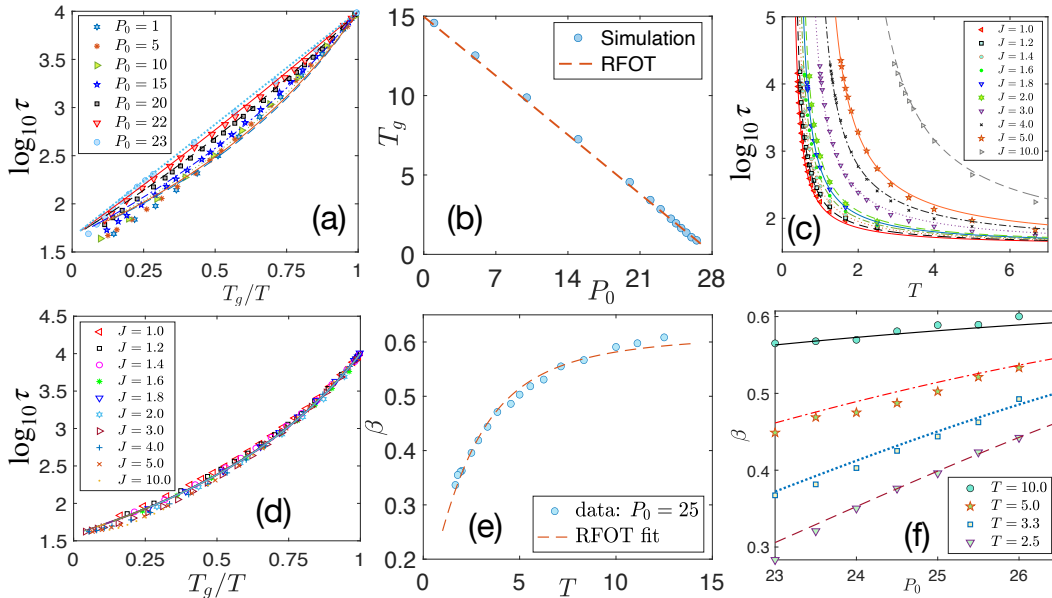 4
3.5
3
2.5
2
1.5
0 0.25 0.5 0.75 1
log₁₀ τ
T_g/T
P₀ = 1
P₀ = 5
P₀ = 10
P₀ = 15
P₀ = 20
P₀ = 22
P₀ = 23
(a)
15
10
5
0
0 7 14 21 28
T_g
P₀
Simulation
RFOT
(b)
5
4
3
2
0 2 4 6
log₁₀ τ
T
J = 1.0
J = 1.2
J = 1.4
J = 1.6
J = 1.8
J = 2.0
J = 3.0
J = 4.0
J = 5.0
J = 10.0
(c)
4.5
4
3.5
3
2.5
2
1.5
0 0.25 0.5 0.75 1
log₁₀ τ
T_g/T
J = 1.0
J = 1.2
J = 1.4
J = 1.6
J = 1.8
J = 2.0
J = 3.0
J = 4.0
J = 5.0
J = 10.0
(d)
0.6
0.5
0.4
0.3
0.2
0 5 10 15
β
T
data: P₀ = 25
RFOT fit
(e)
0.6
0.5
0.4
0.3
23 24 25 26
β
P₀
T = 10.0
T = 5.0
T = 3.3
T = 2.5
(f)